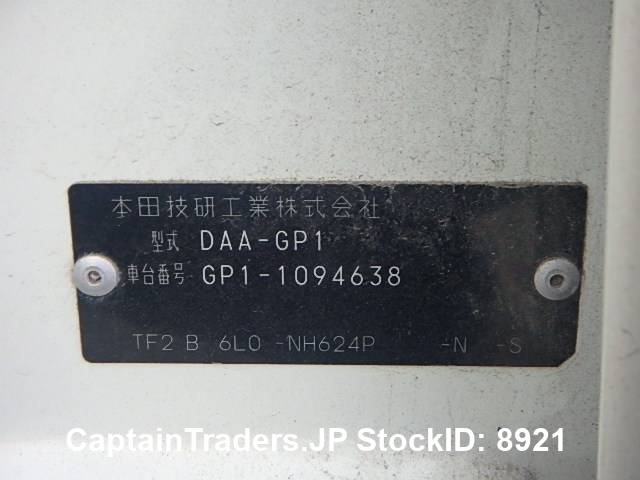 本田技研工業株式会社
型式 DAA-GP1
車台番号 GP1-1094638
TF2 B 6L0 -NH624P -N -S
CaptainTraders.JP StockID: 8921